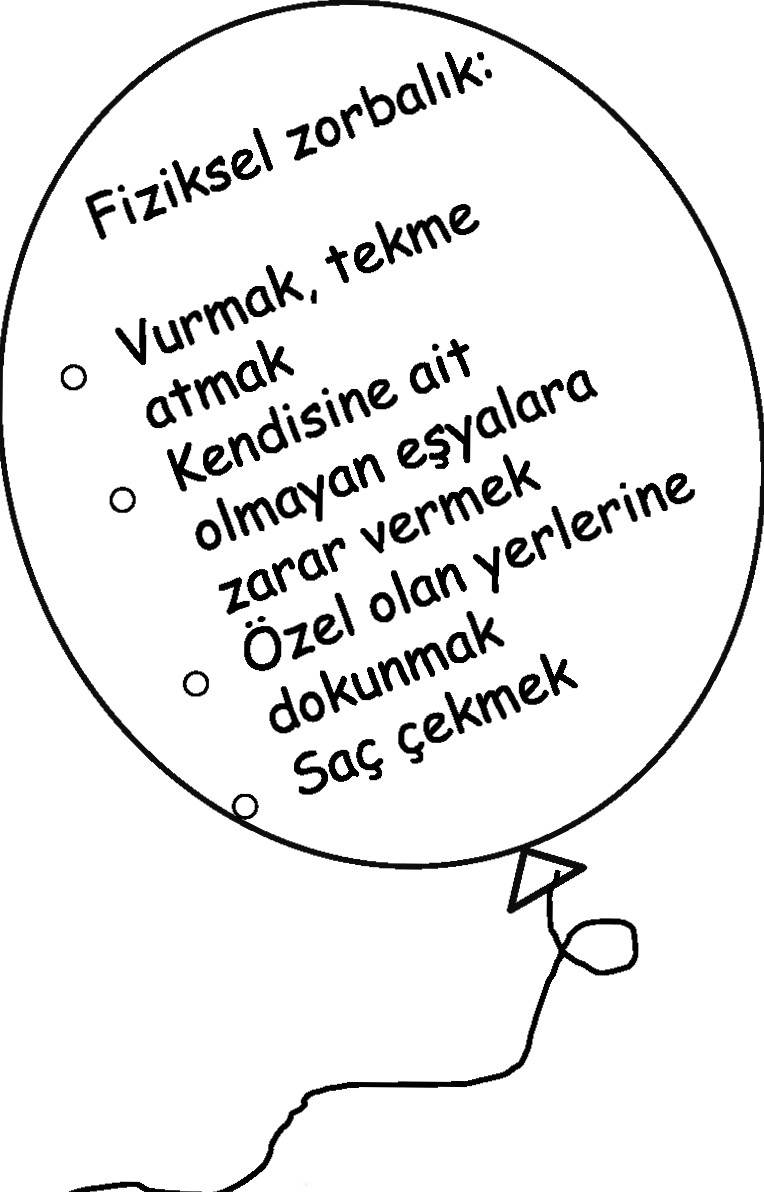 Fiziksel zorbalık:
Vurmak, tekme
atmak
Kendisine ait
olmayan eşyalara
zarar vermek
Özel olan yerlerine
dokunmak
Saç çekmek